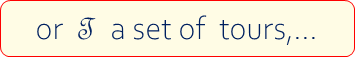 or 𝒯 a set of tours,...